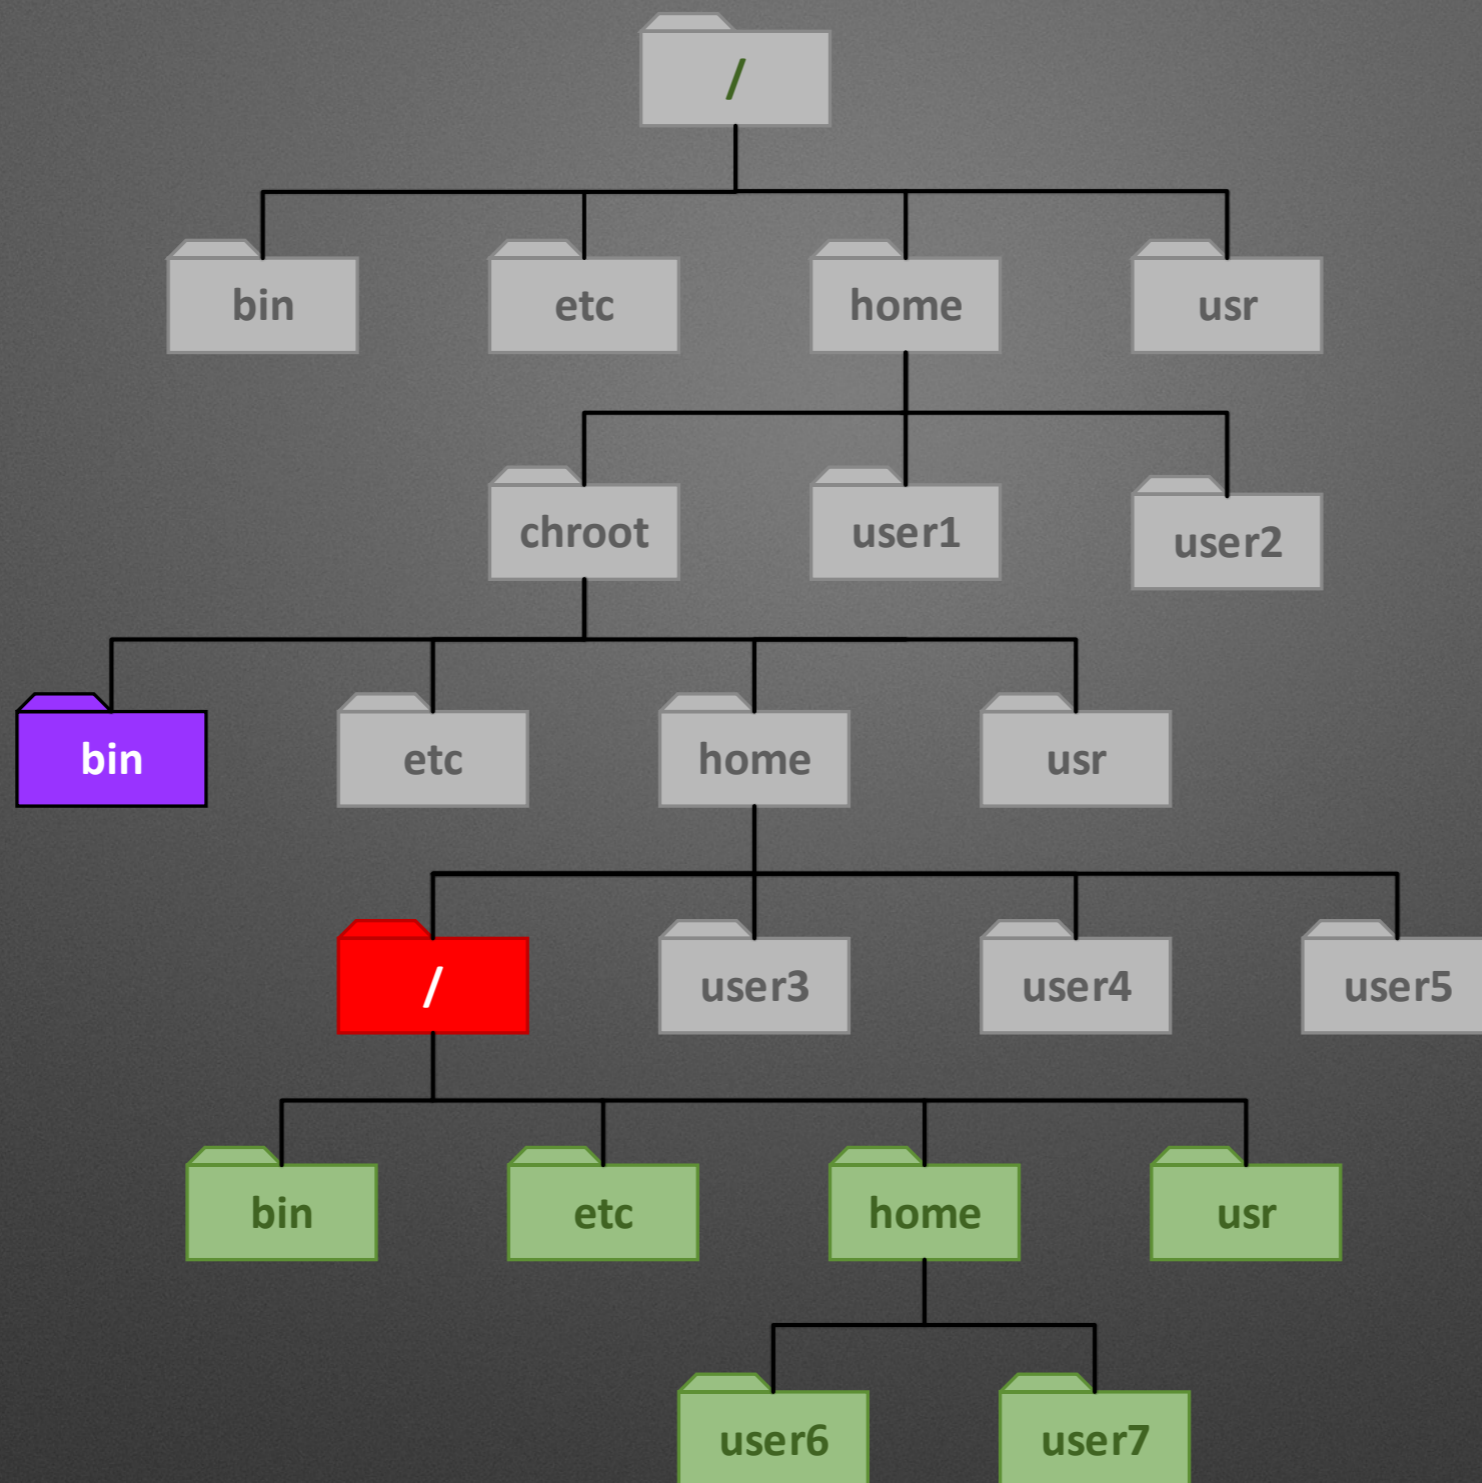 /
bin
etc
home
usr
chroot
user1
user2
bin
etc
home
usr
/
user3
user4
user5
bin
etc
home
usr
user6
user7